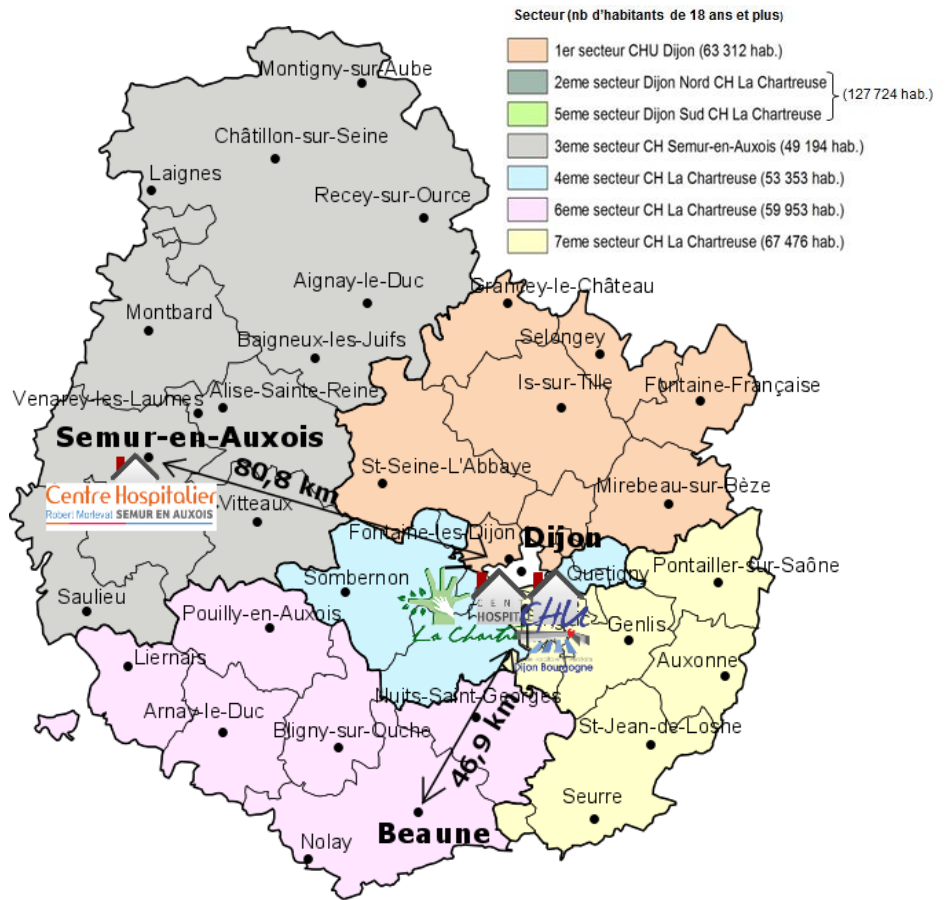 Secteur (nb d'habitants de 18 ans et plus)
1er secteur CHU Dijon (63 312 hab.)
2eme secteur Dijon Nord CH La Chartreuse
(127 724 hab.)
5eme secteur Dijon Sud CH La Chartreuse
3eme secteur CH Semur-en-Auxois (49 194 hab.)
4eme secteur CH La Chartreuse (53 353 hab.)
6eme secteur CH La Chartreuse (59 953 hab.)
7eme secteur CH La Chartreuse (67 476 hab.)
Montigny-sur-Aube
Châtillon-sur-Seine
Laignes
Recey-sur-Ource
Aignay-le-Duc
Grancey-le-Château
Montbard
Baigneux-les-Juifs
Selongey
Is-sur-Tille
Fontaine-Française
Venarey-les-Laumes
Alise-Sainte-Reine
Semur-en-Auxois
80,8 km
St-Seine-L'Abbaye
Mirebeau-sur-Bèze
Centre Hospitalier
Robert Morlevat SEMUR EN AUXOIS
Vitteaux
Fontaine-les Dijon
Dijon
Pontailler-sur-Saône
Sombernon
Quetigny
Saulieu
Pouilly-en-Auxois
CENT
HOSPIT
CHU
La Chartre
Dijon Bourgogne
Genlis
Liernais
Auxonne
Nuits-Saint-Georges
Arnay-le-Duc
Bligny-sur-Ouche
St-Jean-de-Loshe
46,9 km
Seurre
Beaune
Nolay